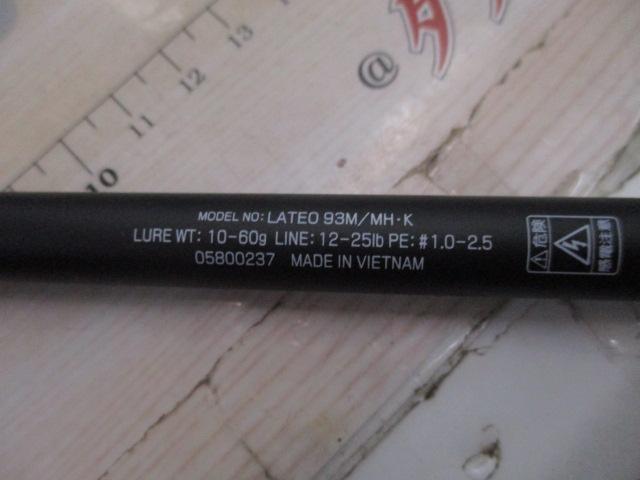 10 11 12 13
@
MODEL NO: LATEO 93M/MH・K
LURE WT: 10-60g LINE: 12-25lb PE: #1.0-2.5
05800237 MADE IN VIETNAM
危険
感電注意